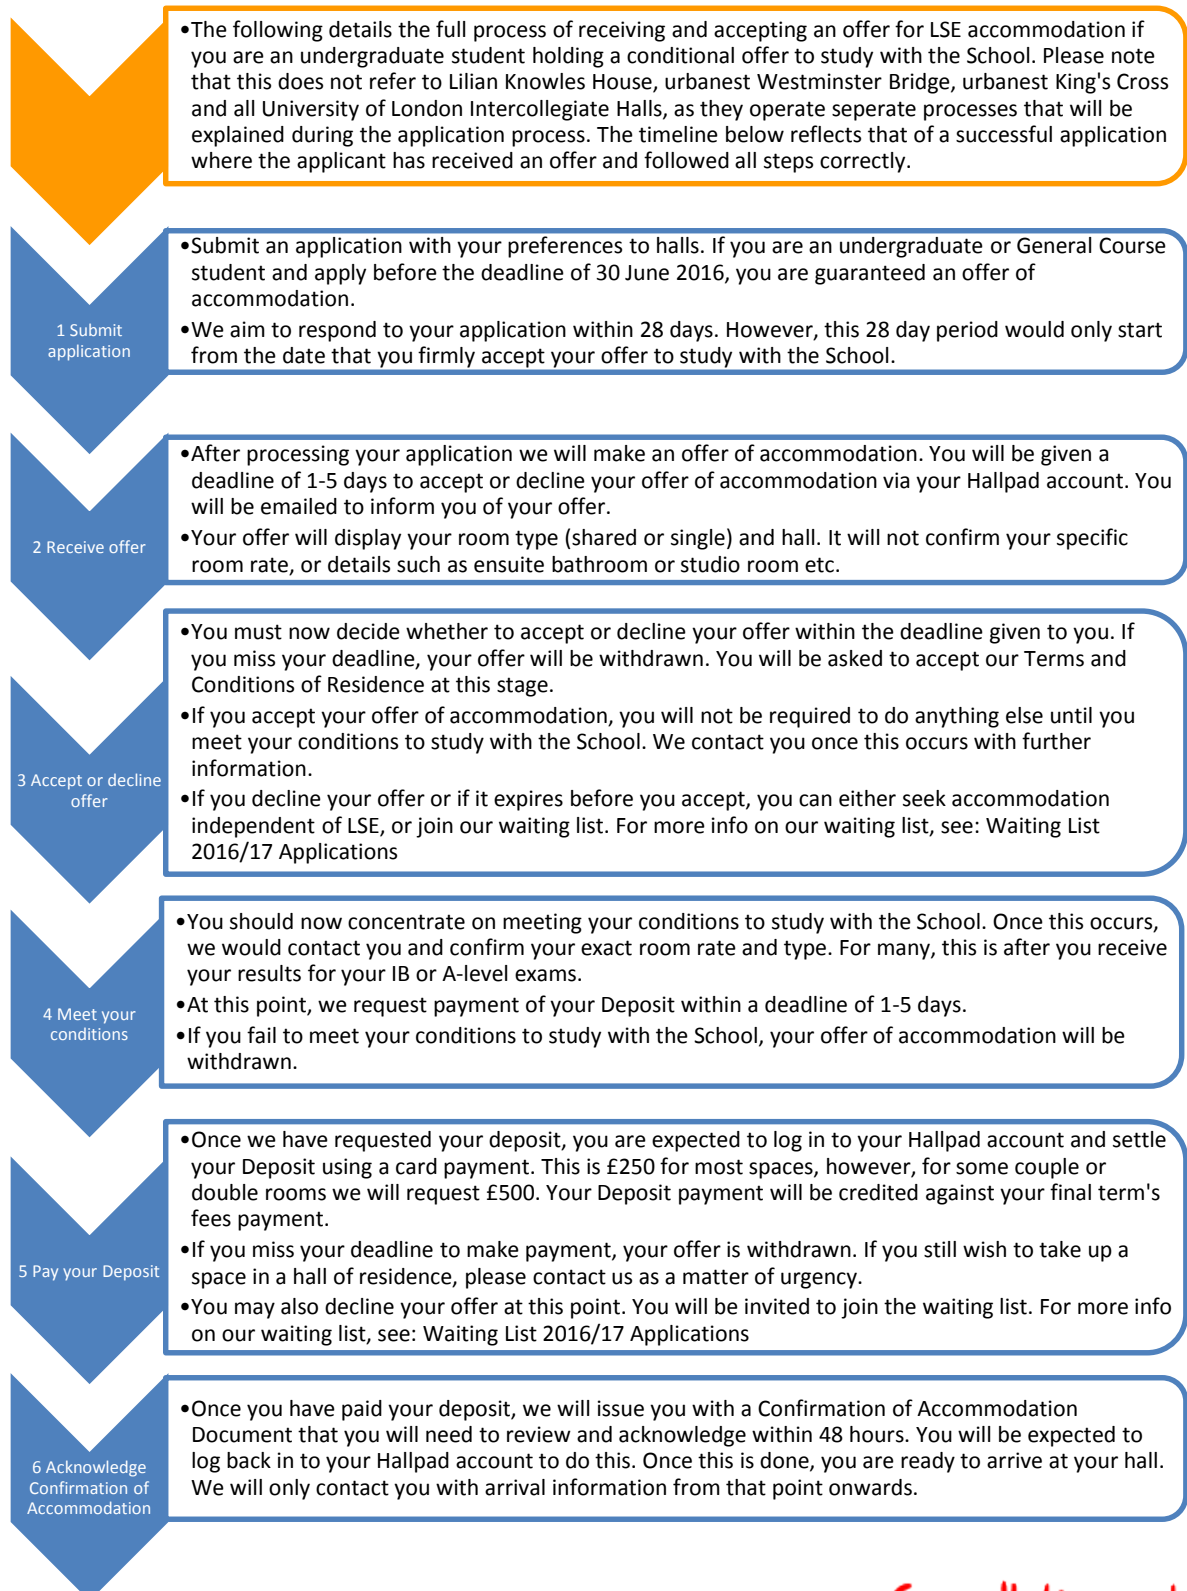 •The following details the full process of receiving and accepting an offer for LSE accommodation if
you are an undergraduate student holding a conditional offer to study with the School. Please note
that this does not refer to Lilian Knowles House, urbanest Westminster Bridge, urbanest King's Cross
and all University of London Intercollegiate Halls, as they operate seperate processes that will be
explained during the application process. The timeline below reflects that of a successful application
where the applicant has received an offer and followed all steps correctly.
1 Submit
application
•Submit an application with your preferences to halls. If you are an undergraduate or General Course
student and apply before the deadline of 30 June 2016, you are guaranteed an offer of
accommodation.
•We aim to respond to your application within 28 days. However, this 28 day period would only start
from the date that you firmly accept your offer to study with the School.
2 Receive offer
•After processing your application we will make an offer of accommodation. You will be given a
deadline of 1-5 days to accept or decline your offer of accommodation via your Hallpad account. You
will be emailed to inform you of your offer.
•Your offer will display your room type (shared or single) and hall. It will not confirm your specific
room rate, or details such as ensuite bathroom or studio room etc.
3 Accept or decline
offer
•You must now decide whether to accept or decline your offer within the deadline given to you. If
you miss your deadline, your offer will be withdrawn. You will be asked to accept our Terms and
Conditions of Residence at this stage.
•If you accept your offer of accommodation, you will not be required to do anything else until you
meet your conditions to study with the School. We contact you once this occurs with further
information.
•If you decline your offer or if it expires before you accept, you can either seek accommodation
independent of LSE, or join our waiting list. For more info on our waiting list, see: Waiting List
2016/17 Applications
4 Meet your
conditions
•You should now concentrate on meeting your conditions to study with the School. Once this occurs,
we would contact you and confirm your exact room rate and type. For many, this is after you receive
your results for your IB or A-level exams.
•At this point, we request payment of your Deposit within a deadline of 1-5 days.
•If you fail to meet your conditions to study with the School, your offer of accommodation will be
withdrawn.
5 Pay your Deposit
•Once we have requested your deposit, you are expected to log in to your Hallpad account and settle
your Deposit using a card payment. This is £250 for most spaces, however, for some couple or
double rooms we will request £500. Your Deposit payment will be credited against your final term's
fees payment.
•If you miss your deadline to make payment, your offer is withdrawn. If you still wish to take up a
space in a hall of residence, please contact us as a matter of urgency.
•You may also decline your offer at this point. You will be invited to join the waiting list. For more info
on our waiting list, see: Waiting List 2016/17 Applications
6 Acknowledge
Confirmation of
Accommodation
•Once you have paid your deposit, we will issue you with a Confirmation of Accommodation
Document that you will need to review and acknowledge within 48 hours. You will be expected to
log back in to your Hallpad account to do this. Once this is done, you are ready to arrive at your hall.
We will only contact you with arrival information from that point onwards.